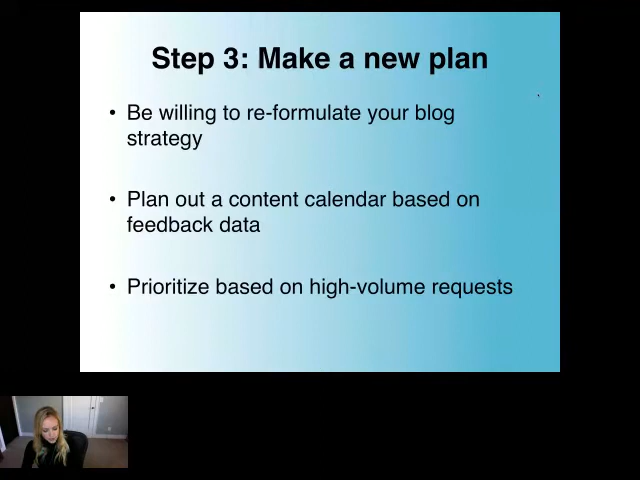 Step 3: Make a new plan
• Be willing to re-formulate your blog
strategy
• Plan out a content calendar based on
feedback data
• Prioritize based on high-volume requests